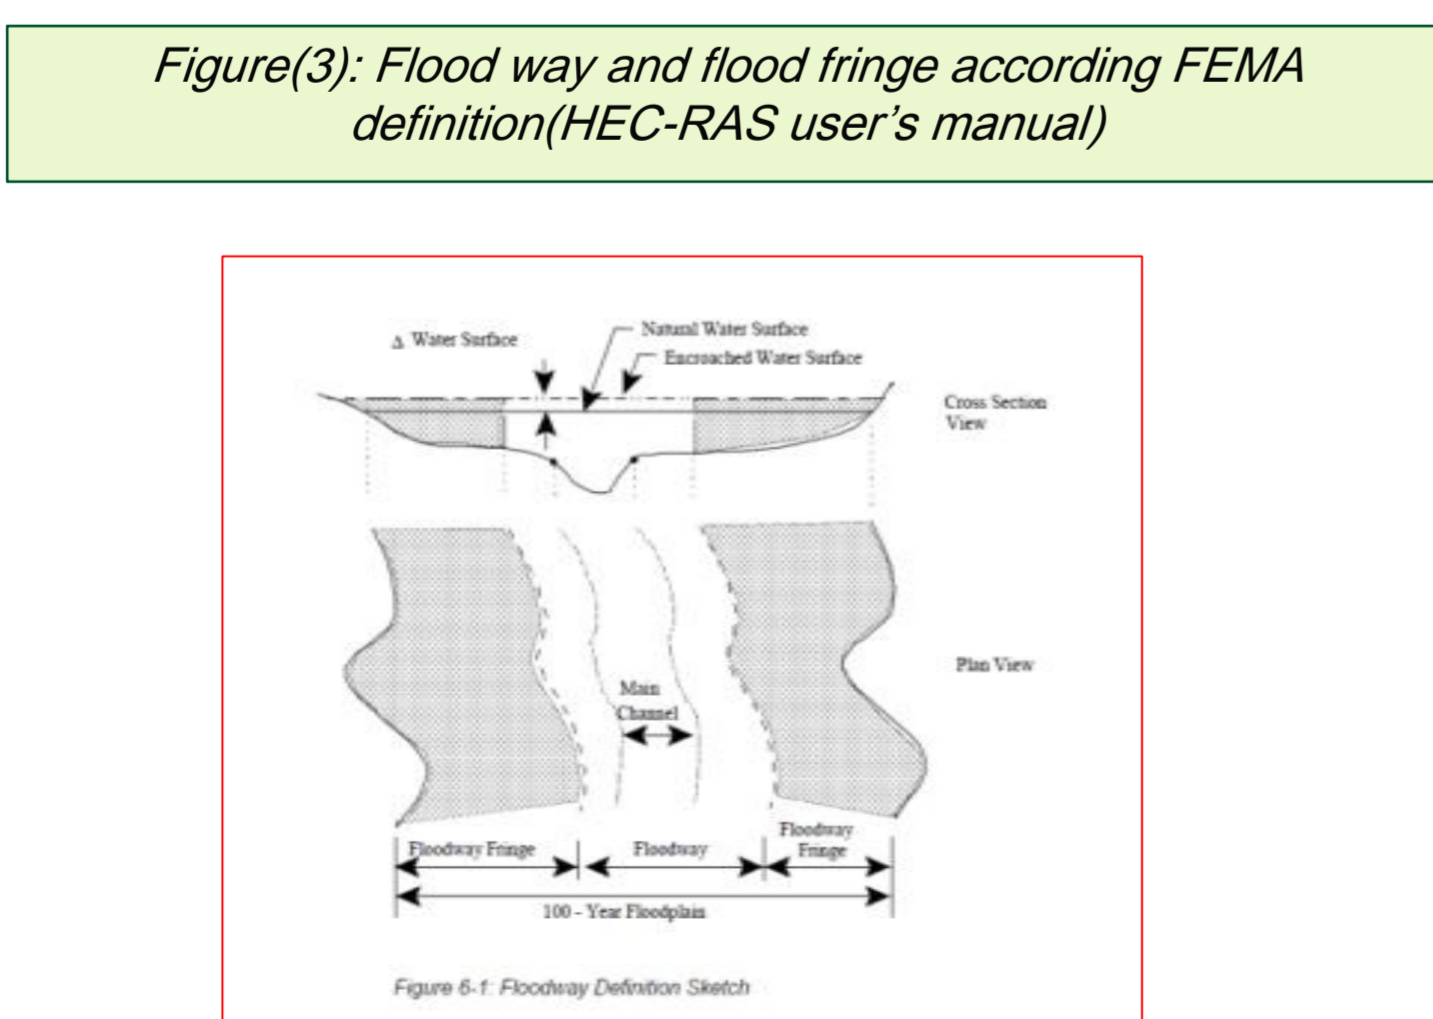 Figure(3): Flood way and flood fringe according FEMA
definition(HEC-RAS user's manual)
Δ Water Surface
Natural Water Surface
Encroached Water Surface
Cross Section
View
Plan View
Main
Channel
Floodway Fringe
Floodway
Floodway
Fringe
100 - Year Floodplain
Figure 6-1: Floodway Definition Sketch